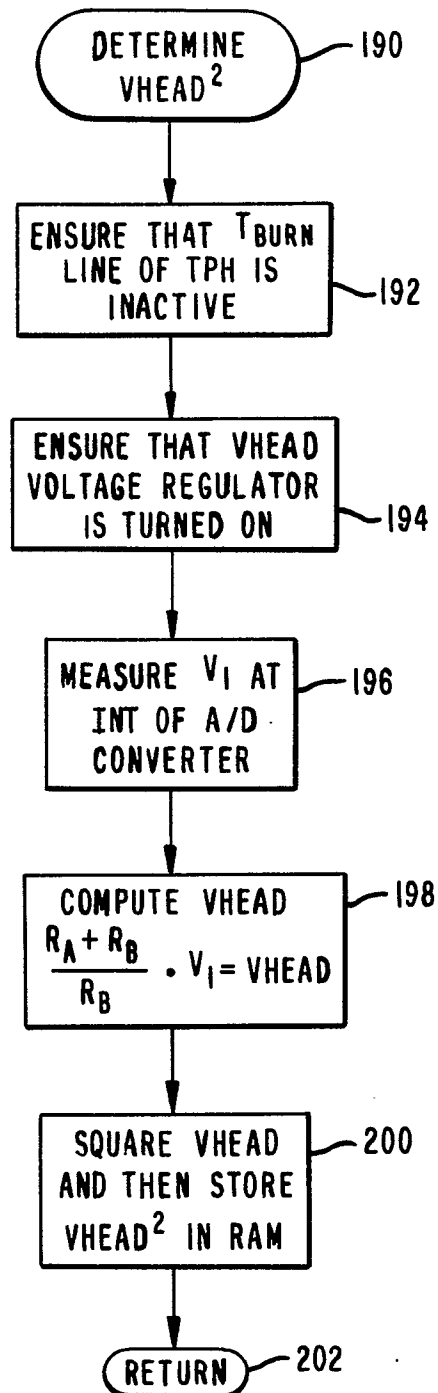 DETERMINE
VHEAD²
190
ENSURE THAT TBURN
LINE OF TPH IS
INACTIVE
192
ENSURE THAT VHEAD
VOLTAGE REGULATOR
IS TURNED ON
194
MEASURE V1 AT
INT OF A/D
CONVERTER
196
COMPUTE VHEAD
RA + RB
RB
· V1 = VHEAD
198
SQUARE VHEAD
AND THEN STORE
VHEAD² IN RAM
200
RETURN
202